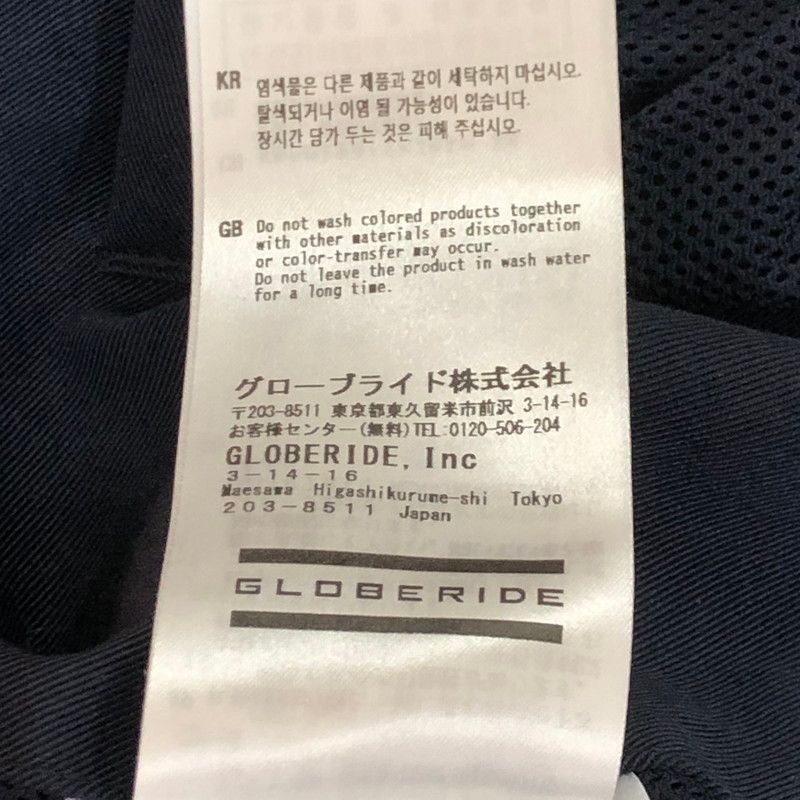 KR 염색물은 다른 제품과 같이 세탁하지 마십시오.
탈색되거나 이염 될 가능성이 있습니다.
장시간 담가 두는 것은 피해 주십시오.
GB Do not wash colored products together
with other materials as discoloration
or color-transfer may occur.
Do not leave the product in wash water
for a long time.
グローブライド株式会社
〒203-8511 東京都東久留米市前沢 3-14-16
お客様センター(無料)TEL:0120-506-204
GLOBERIDE, Inc
3-14-16
Maesawa Higashikurume-shi Tokyo
203-8511 Japan
GLOBERIDE